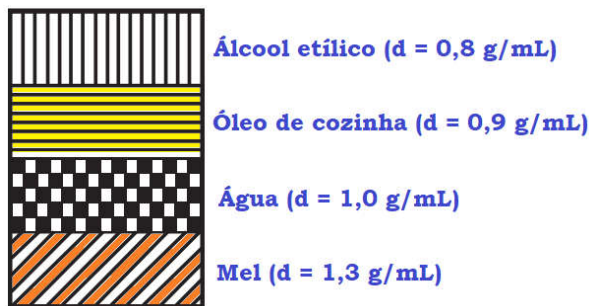 Álcool etílico (d = 0,8 g/mL)
Óleo de cozinha (d = 0,9 g/mL)
Água (d = 1,0 g/mL)
Mel (d = 1,3 g/mL)